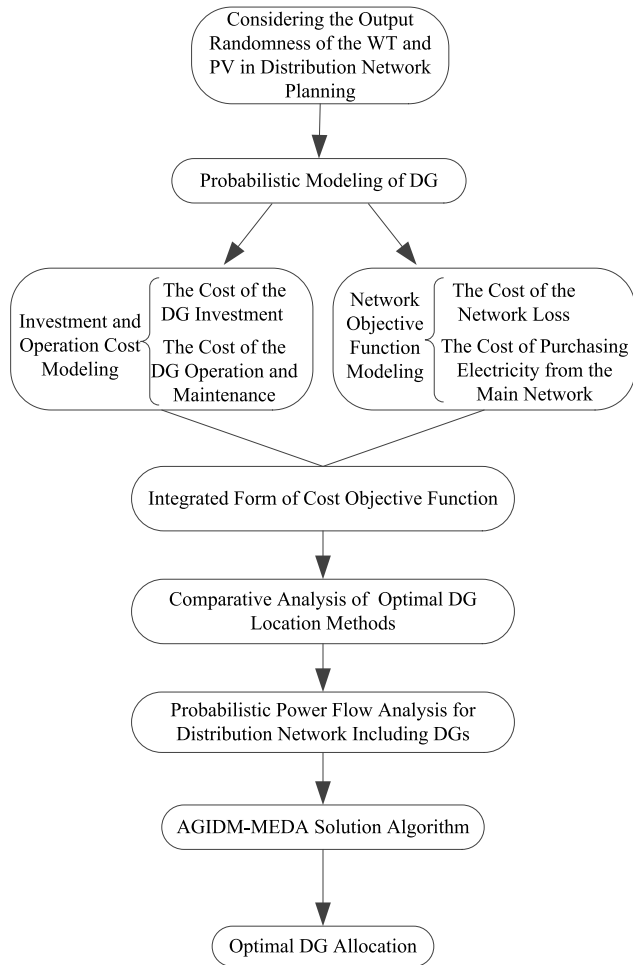 Considering the Output
Randomness of the WT and
PV in Distribution Network
Planning
Probabilistic Modeling of DG
Investment and
Operation Cost
Modeling
The Cost of the
DG Investment
The Cost of the
DG Operation and
Maintenance
Network
Objective
Function
Modeling
The Cost of the
Network Loss
The Cost of Purchasing
Electricity from the
Main Network
Integrated Form of Cost Objective Function
Comparative Analysis of Optimal DG
Location Methods
Probabilistic Power Flow Analysis for
Distribution Network Including DGs
AGIDM-MEDA Solution Algorithm
Optimal DG Allocation